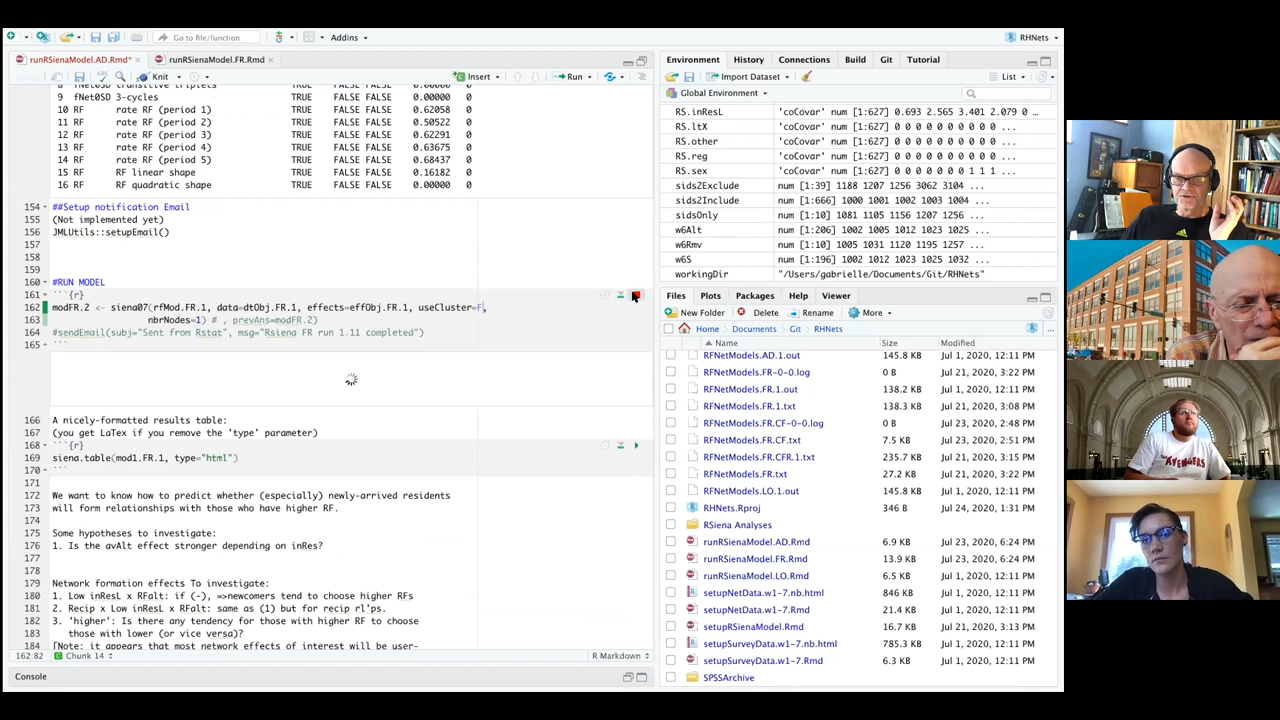 Go to file/function
Addins
RHNets
runRSienaModel.AD.Rmd*
runRSienaModel.FR.Rmd
Knit
Insert
Run
8 fNet0SD transitive triplets TRUE FALSE FALSE 0.00000 0
9 fNet0SD 3-cycles TRUE FALSE FALSE 0.00000 0
10 RF rate RF (period 1) TRUE FALSE FALSE 0.62058 0
11 RF rate RF (period 2) TRUE FALSE FALSE 0.50522 0
12 RF rate RF (period 3) TRUE FALSE FALSE 0.62291 0
13 RF rate RF (period 4) TRUE FALSE FALSE 0.63675 0
14 RF rate RF (period 5) TRUE FALSE FALSE 0.68437 0
15 RF RF linear shape TRUE FALSE FALSE 0.16182 0
16 RF RF quadratic shape TRUE FALSE FALSE 0.00000 0
154 ##Setup notification Email
155 (Not implemented yet)
156 JMLUtils::setupEmail()
157
158
159
160 #RUN MODEL
161 ```{r}
162 modFR.2 <- siena07(rfMod.FR.1, data=dtObj.FR.1, effects=effObj.FR.1, useCluster=F,
163 nbrNodes=1) # , prevAns=modFR.2)
164 #sendEmail(subj="Sent from Rstat", msg="Rsiena FR run 1.11 completed")
165 ```
166 A nicely-formatted results table:
167 (you get LaTex if you remove the 'type' parameter)
168 ```{r}
169 siena.table(mod1.FR.1, type="html")
170 ```
171
172 We want to know how to predict whether (especially) newly-arrived residents
173 will form relationships with those who have higher RF.
174
175 Some hypotheses to investigate:
176 1. Is the avAlt effect stronger depending on inRes?
177
178
179 Network formation effects To investigate:
180 1. Low inResL x RFalt: if (-), =>newcomers tend to choose higher RFs
181 2. Recip x Low inResL x RFalt: same as (1) but for recip rl'ps.
182 3. 'higher': Is there any tendency for those with higher RF to choose
183 those with lower (or vice versa)?
184 [Note: it appears that most network effects of interest will be user-
162:82 Chunk 14 R Markdown
Console
Environment History Connections Build Git Tutorial
Import Dataset List
Global Environment
RS.inResL 'coCovar' num [1:627] 0.693 2.565 3.401 2.079 0 …
RS.ltX 'coCovar' num [1:627] 0 0 0 0 0 0 0 0 0 0 ...
RS.other 'coCovar' num [1:627] 0 0 0 0 0 0 0 0 0 0 ...
RS.reg 'coCovar' num [1:627] 0 0 0 0 0 0 0 0 0 0 ...
RS.sex 'coCovar' num [1:627] 0 0 0 0 0 0 0 1 1 1 ...
sids2Exclude num [1:39] 1188 1207 1256 3062 3104 ...
sids2Include num [1:666] 1000 1001 1002 1003 1004 ...
sidsOnly num [1:10] 1081 1105 1156 1207 1256 ...
w6Alt num [1:206] 1002 1005 1012 1023 1025 ...
w6Rmv num [1:10] 1005 1031 1120 1195 1257 ...
w6S num [1:196] 1002 1012 1023 1025 1032 ...
workingDir "/Users/gabrielle/Documents/Git/RHNets"
Files Plots Packages Help Viewer
New Folder Delete Rename More
Home Documents Git RHNets ...
Name Size Modified
RFNetModels.AD.1.out 145.8 KB Jul 1, 2020, 12:11 PM
RFNetModels.FR-0-0.log 0 B Jul 21, 2020, 3:22 PM
RFNetModels.FR.1.out 138.2 KB Jul 1, 2020, 12:11 PM
RFNetModels.FR.1.txt 138.3 KB Jul 21, 2020, 3:08 PM
RFNetModels.FR.CF-0-0.log 0 B Jul 23, 2020, 2:48 PM
RFNetModels.FR.CF.txt 7.5 KB Jul 23, 2020, 2:51 PM
RFNetModels.FR.CFR.1.txt 235.7 KB Jul 23, 2020, 3:15 PM
RFNetModels.FR.txt 27.2 KB Jul 23, 2020, 3:22 PM
RFNetModels.LO.1.out 145.8 KB Jul 1, 2020, 12:11 PM
RHNets.Rproj 346 B Jul 24, 2020, 1:31 PM
RSiena Analyses
runRSienaModel.AD.Rmd 6.9 KB Jul 23, 2020, 6:24 PM
runRSienaModel.FR.Rmd 13.9 KB Jul 23, 2020, 6:24 PM
runRSienaModel.LO.Rmd 6.5 KB Jul 23, 2020, 6:24 PM
setupNetData.w1-7.nb.html 846 KB Jul 1, 2020, 12:11 PM
setupNetData.w1-7.Rmd 21.4 KB Jul 1, 2020, 12:11 PM
setupRSienaModel.Rmd 16.7 KB Jul 23, 2020, 3:13 PM
setupSurveyData.w1-7.nb.html 785.3 KB Jul 1, 2020, 12:11 PM
setupSurveyData.w1-7.Rmd 6.3 KB Jul 1, 2020, 12:11 PM
SPSSArchive
AVENGERS